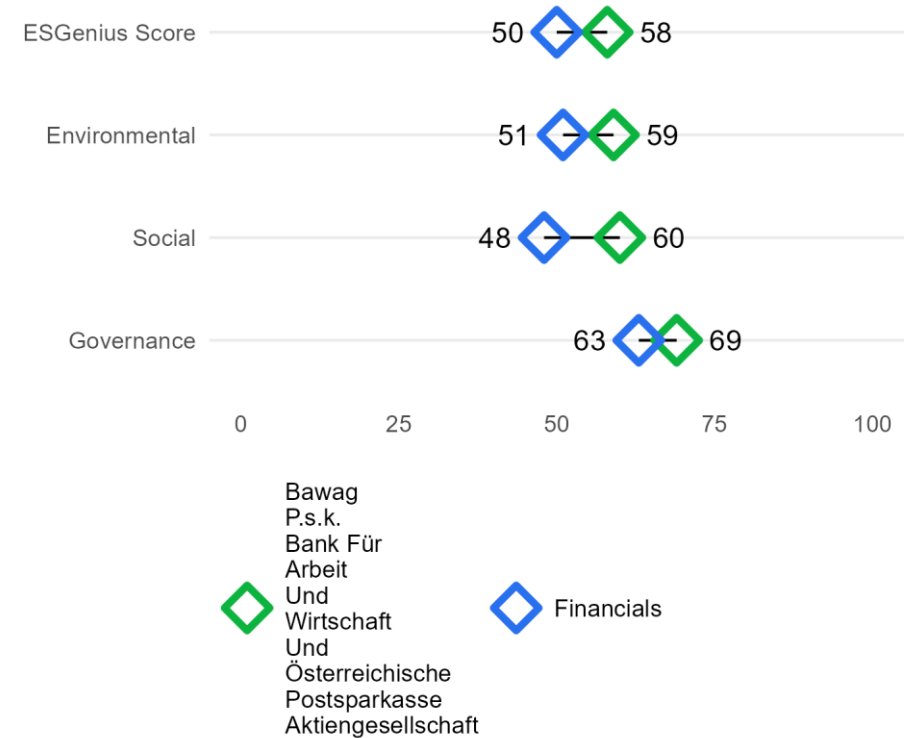 ESGenius Score 50 58
Environmental 51 59
Social 48 60
Governance 63 69
0 25 50 75 100
Bawag
P.s.k.
Bank Für
Arbeit
Und
Wirtschaft
Und
Österreichische
Postsparkasse
Aktiengesellschaft
Financials